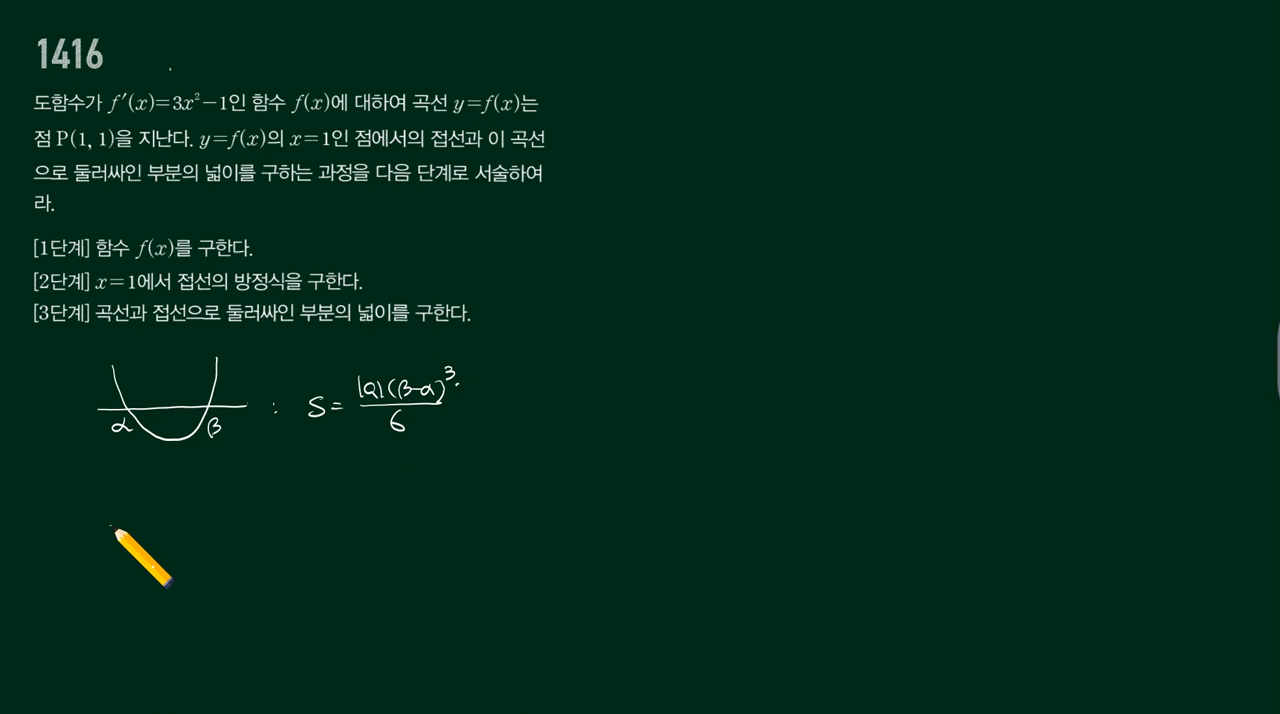 1416
도함수가 f′(x)=3x²−1인 함수 f(x)에 대하여 곡선 y=f(x)는
점 P(1, 1)을 지난다. y=f(x)의 x=1인 점에서의 접선과 이 곡선
으로 둘러싸인 부분의 넓이를 구하는 과정을 다음 단계로 서술하여
라.
[1단계] 함수 f(x)를 구한다.
[2단계] x=1에서 접선의 방정식을 구한다.
[3단계] 곡선과 접선으로 둘러싸인 부분의 넓이를 구한다.
α β : S = |a|(β-α)³ / 6